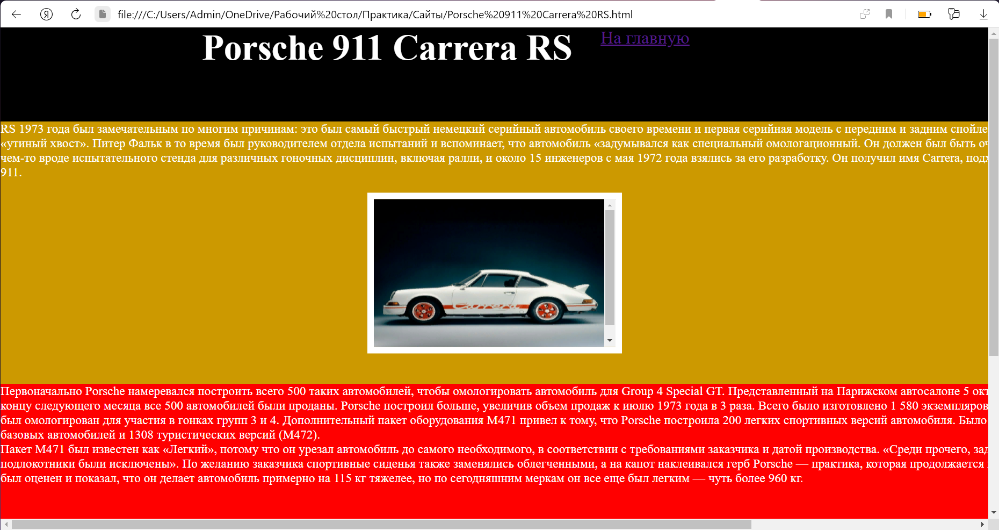 file:///C:/Users/Admin/OneDrive/Рабочий%20стол/Практика/Сайты/Porsche%20911%20Carrera%20RS.html
Porsche 911 Carrera RS
На главную
RS 1973 года был замечательным по многим причинам: это был самый быстрый немецкий серийный автомобиль своего времени и первая серийная модель с передним и задним
«утиный хвост». Питер Фальк в то время был руководителем отдела испытаний и вспоминает, что автомобиль «задумывался как специальный омологационный. Он должен был быть
чем-то вроде испытательного стенда для различных гоночных дисциплин, включая ралли, и около 15 инженеров с мая 1972 года взялись за его разработку. Он получил имя Carrera,
911.
Carrera
Первоначально Porsche намеревался построить всего 500 таких автомобилей, чтобы омологировать автомобиль для Group 4 Special GT. Представленный на Парижском автосалоне 5
концу следующего месяца все 500 автомобилей были проданы. Porsche построил больше, увеличив объем продаж к июлю 1973 года в 3 раза. Всего было изготовлено 1 580 экземпляров
был омологирован для участия в гонках групп 3 и 4. Дополнительный пакет оборудования M471 привел к тому, что Porsche построила 200 легких спортивных версий автомобиля. Было
базовых автомобилей и 1308 туристических версий (M472).
Пакет M471 был известен как «Легкий», потому что он урезал автомобиль до самого необходимого, в соответствии с требованиями заказчика и датой производства. «Среди прочего,
подлокотники были исключены». По желанию заказчика спортивные сиденья также заменялись облегченными, а на капот наклеивался герб Porsche — практика, которая продолжается
был оценен и показал, что он делает автомобиль примерно на 115 кг тяжелее, но по сегодняшним меркам он все еще был легким — чуть более 960 кг.